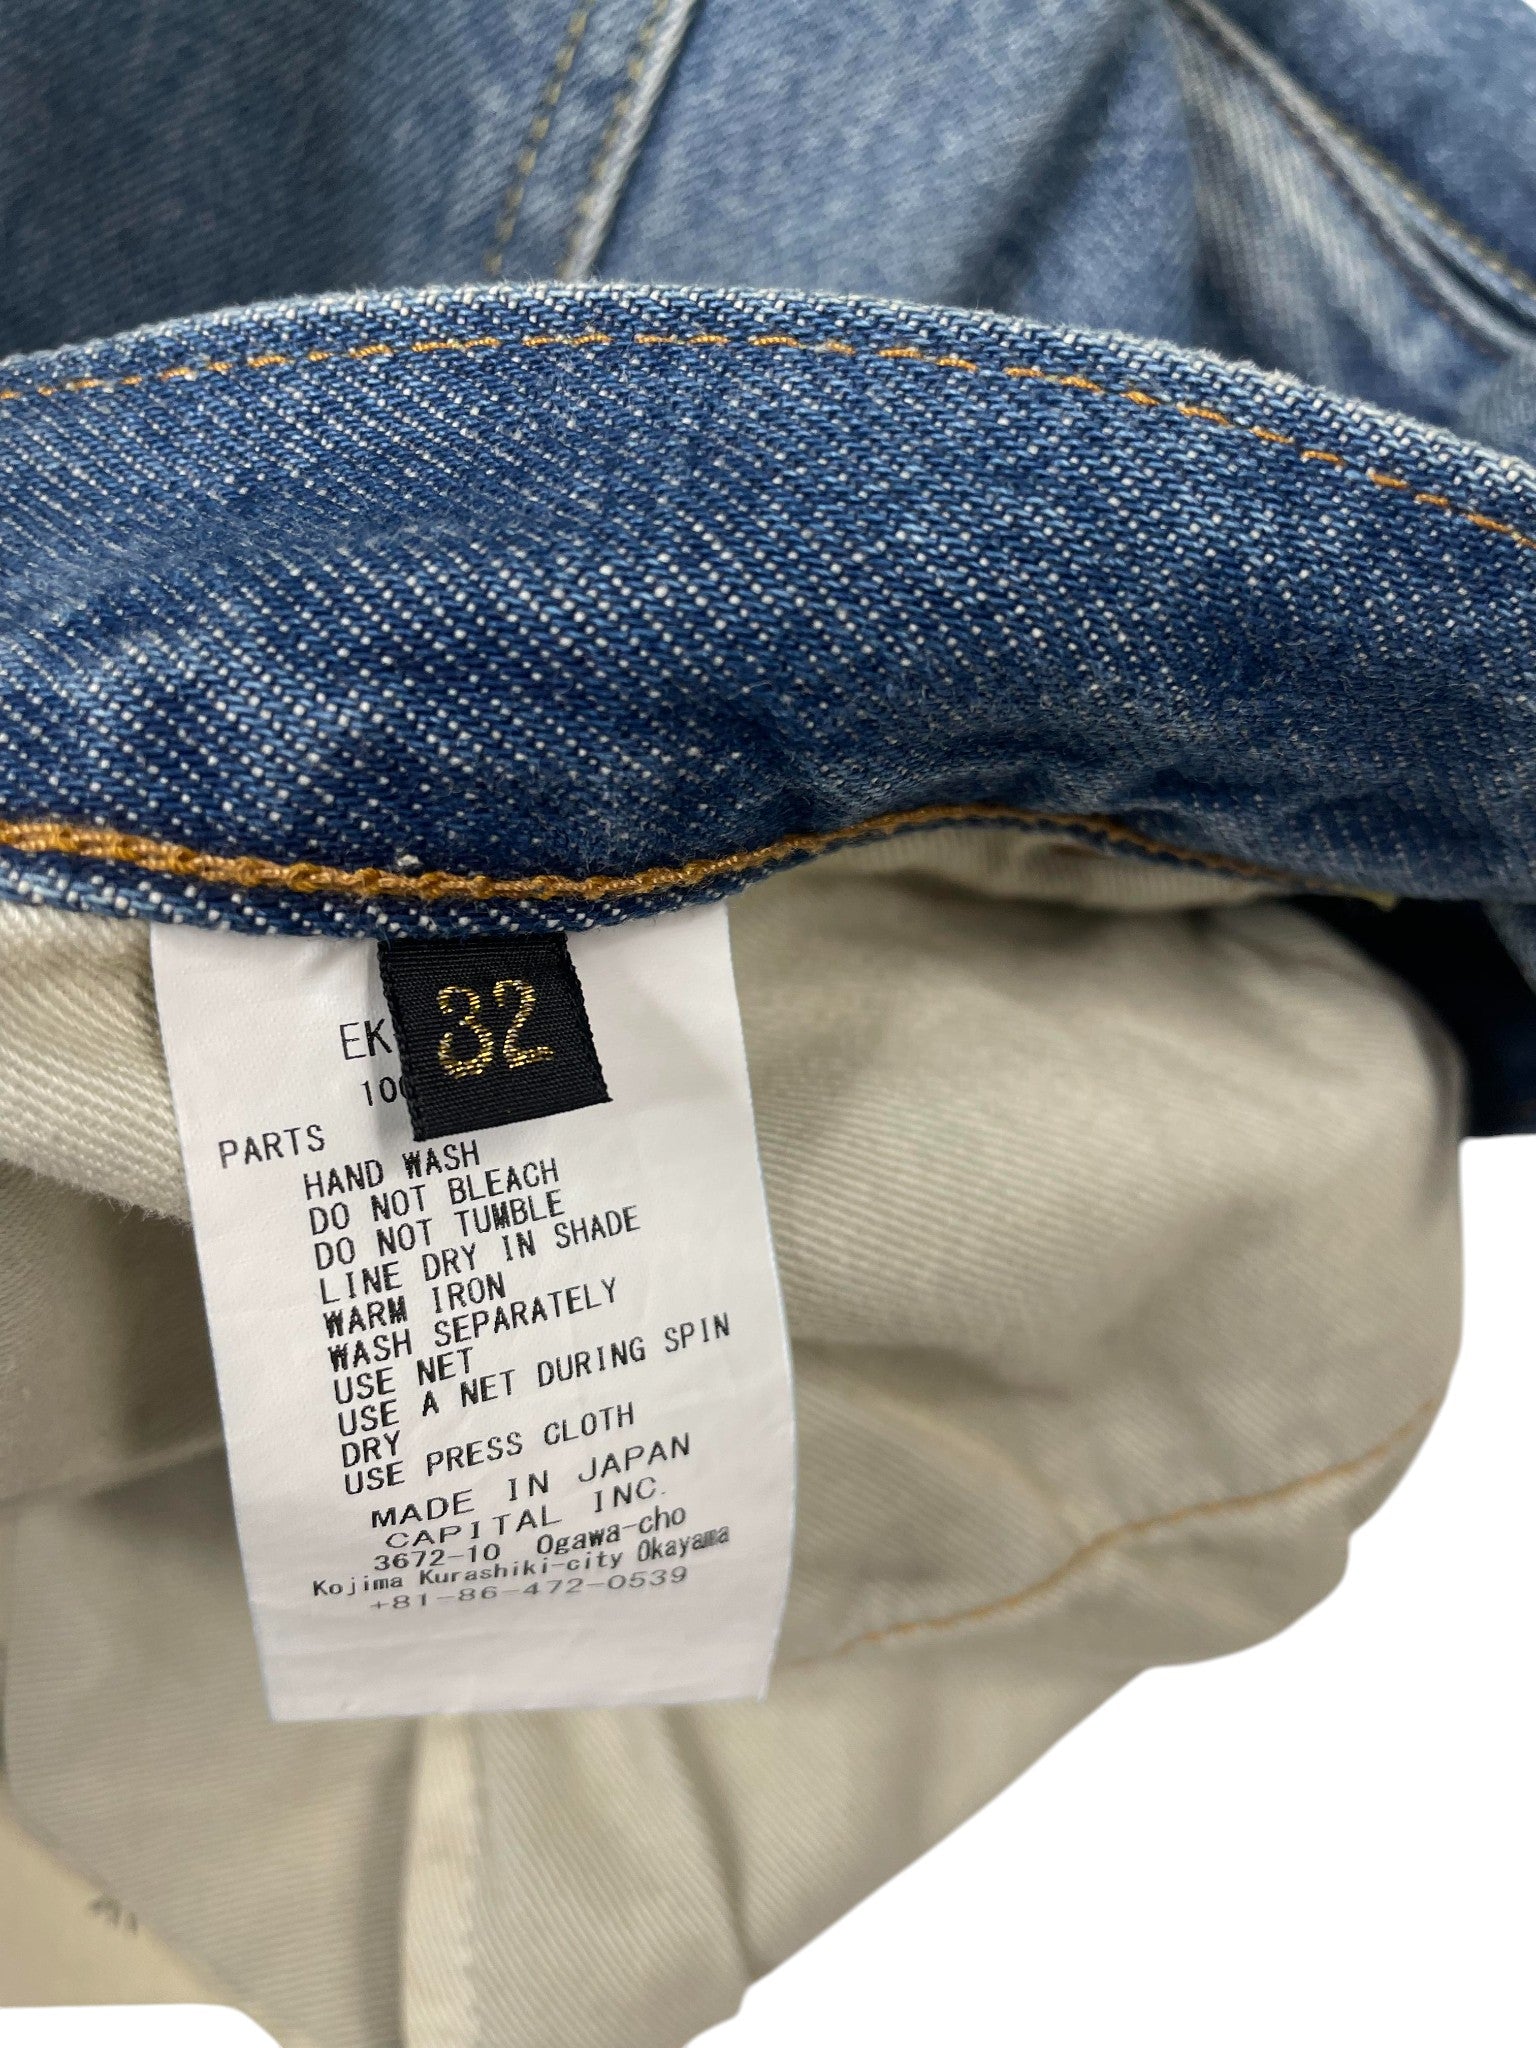 32
EK
100
PARTS
HAND WASH
DO NOT BLEACH
DO NOT TUMBLE
LINE DRY IN SHADE
WARM IRON
WASH SEPARATELY
USE NET
USE A NET DURING SPIN
DRY
USE PRESS CLOTH
MADE IN JAPAN
CAPITAL INC.
3672-10 Ogawa-cho
Kojima Kurashiki-city Okayama
+81-86-472-0539